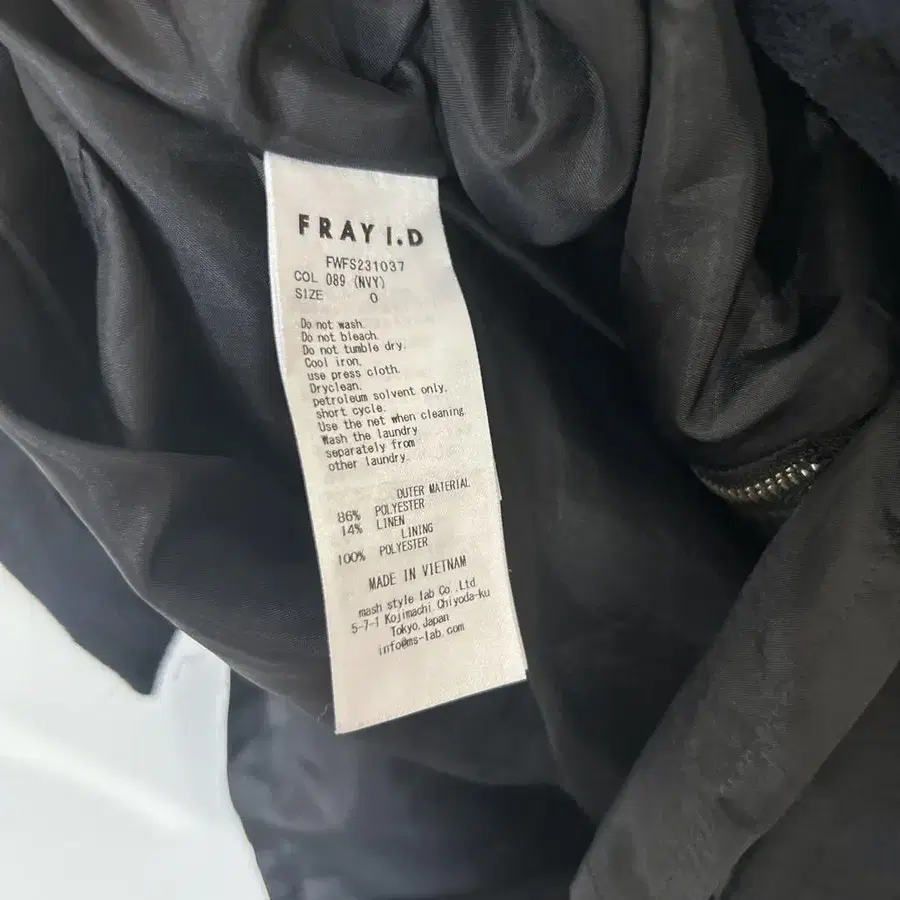 FRAY I.D
FWFS231037
COL 089 (NVY)
SIZE 0
Do not wash.
Do not bleach.
Do not tumble dry.
Cool iron.
use press cloth.
Dryclean.
petroleum solvent only,
short cycle.
Use the net when cleaning.
Wash the laundry
separately from
other laundry.
OUTER MATERIAL
86% POLYESTER
14% LINEN
LINING
100% POLYESTER
MADE IN VIETNAM
mash style lab Co.,Ltd.
5-7-1 Kojimachi Chiyoda-ku
Tokyo,Japan
info@ms-lab.com